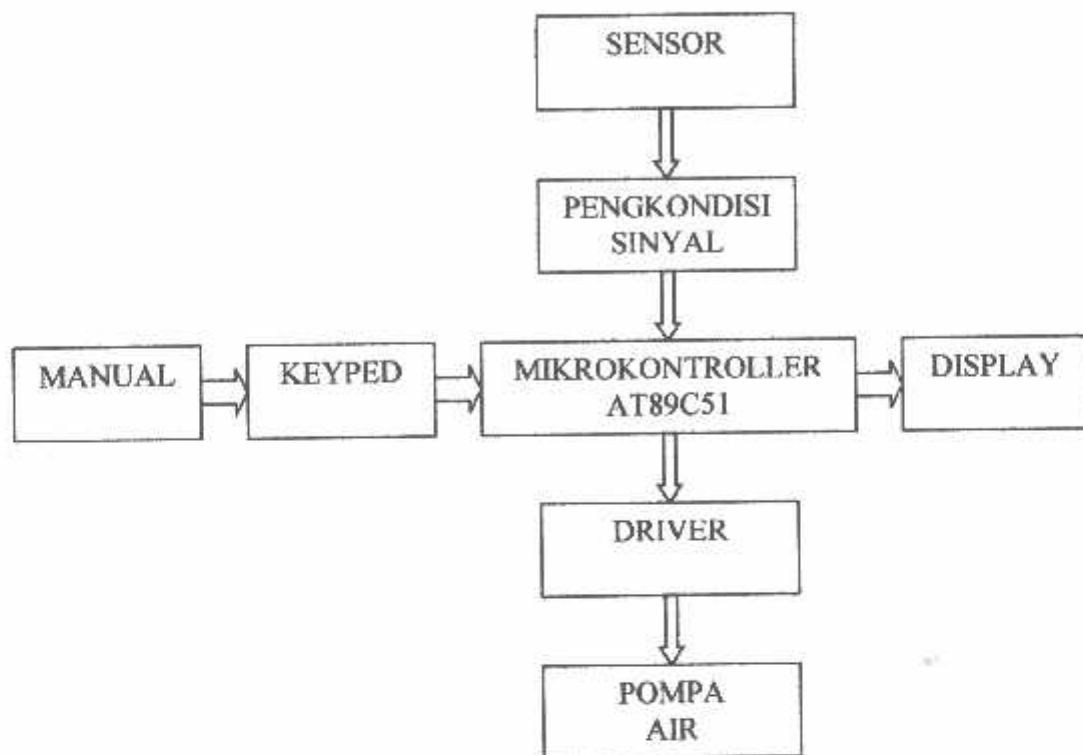 SENSOR
PENGKONDISI
SINYAL
MANUAL
KEYPED
MIKROKONTROLLER
AT89C51
DISPLAY
DRIVER
POMPA
AIR